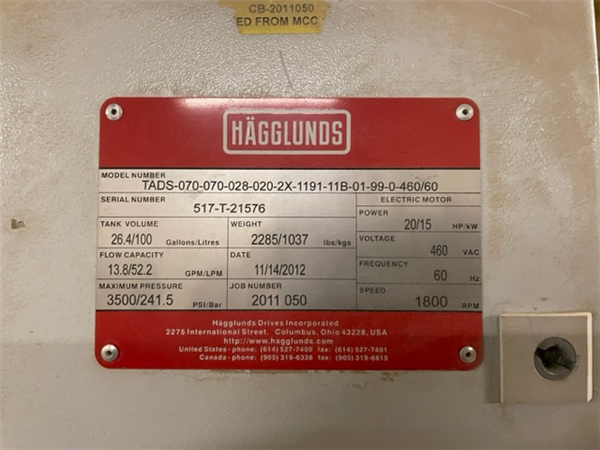 CB-2011050
ED FROM MCC
HÄGGLUNDS
MODEL NUMBER
TADS-070-070-028-020-2X-1191-11B-01-99-0-460/60
SERIAL NUMBER
517-T-21576
ELECTRIC MOTOR
TANK VOLUME
26.4/100 Gallons/Litres
WEIGHT
2285/1037 lbs/kgs
POWER
20/15 HP/kW
FLOW CAPACITY
13.8/52.2 GPM/LPM
DATE
11/14/2012
VOLTAGE
460 VAC
FREQUENCY
60 Hz
MAXIMUM PRESSURE
3500/241.5 PSI/Bar
JOB NUMBER
2011 050
SPEED
1800 RPM
Hägglunds Drives Incorporated
2275 International Street. Columbus, Ohio 43228, USA
http://www.hagglunds.com
United States - phone: (614) 527-7400 fax: (614) 527-7401
Canada - phone: (905) 319-6338 fax: (905) 319-6615